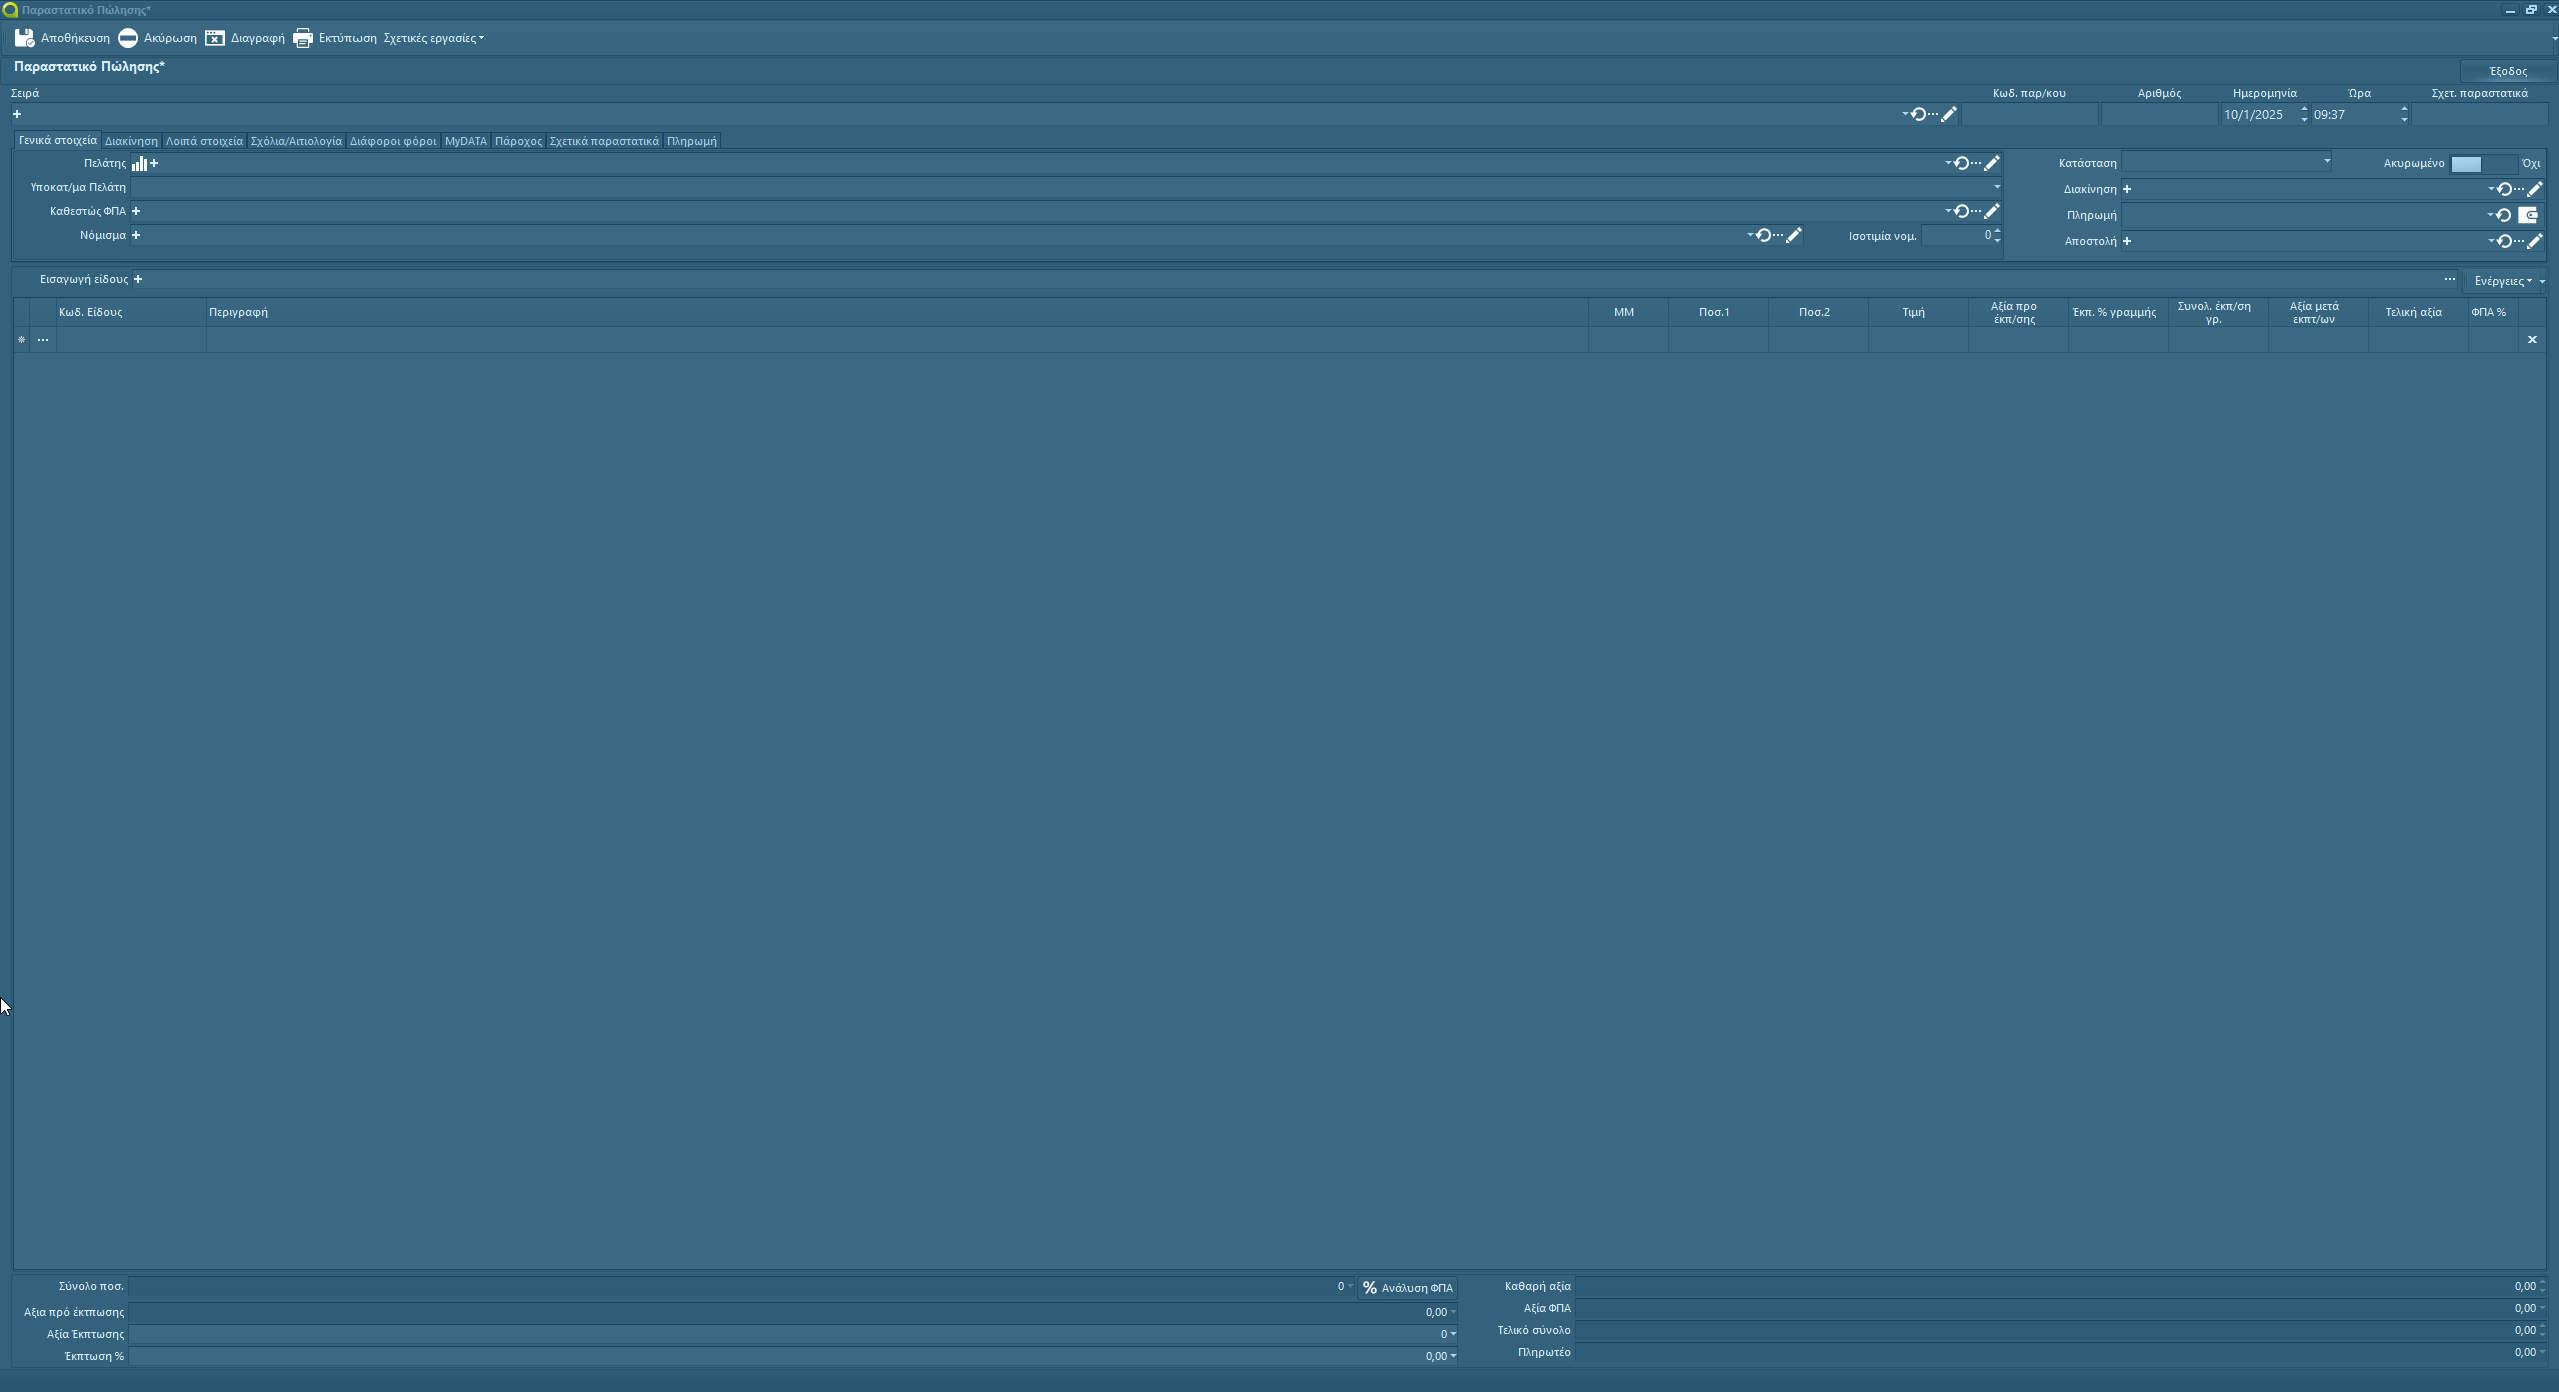 Παραστατικό Πώλησης*
Αποθήκευση Ακύρωση Διαγραφή Εκτύπωση Σχετικές εργασίες
Παραστατικό Πώλησης*
Έξοδος
Σειρά Κωδ. παρ/κου Αριθμός Ημερομηνία Ώρα Σχετ. παραστατικά
10/1/2025 09:37
Γενικά στοιχεία Διακίνηση Λοιπά στοιχεία Σχόλια/Αιτιολογία Διάφοροι φόροι MyDATA Πάροχος Σχετικά παραστατικά Πληρωμή
Πελάτης Κατάσταση Ακυρωμένο Όχι
Υποκατ/μα Πελάτη Διακίνηση
Καθεστώς ΦΠΑ Πληρωμή
Νόμισμα Ισοτιμία νομ. 0 Αποστολή
Εισαγωγή είδους Ενέργειες
Κωδ. Είδους Περιγραφή ΜΜ Ποσ.1 Ποσ.2 Τιμή Αξία προ έκπ/σης Έκπ. % γραμμής Συνολ. έκπ/ση γρ. Αξία μετά εκπτ/ων Τελική αξία ΦΠΑ %
Σύνολο ποσ. 0 % Ανάλυση ΦΠΑ Καθαρή αξία 0,00
Αξια πρό έκτπωσης 0,00 Αξία ΦΠΑ 0,00
Αξία Έκπτωσης 0 Τελικό σύνολο 0,00
Έκπτωση % 0,00 Πληρωτέο 0,00